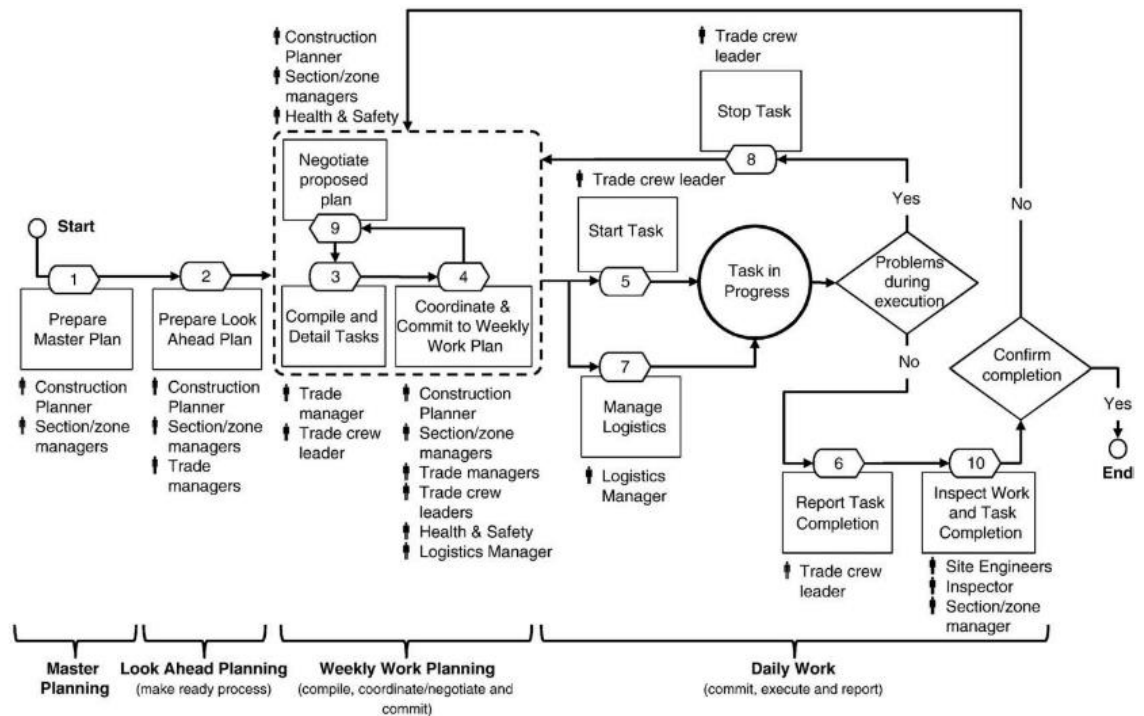 Construction
Planner
Section/zone
managers
Health & Safety
Trade crew
leader
Stop Task
8
Negotiate
proposed
plan
9
Trade crew leader
Start Task
5
Yes
No
Start
1
Prepare
Master Plan
Construction
Planner
Section/zone
managers
2
Prepare Look
Ahead Plan
Construction
Planner
Section/zone
managers
Trade
managers
3
Compile and
Detail Tasks
Trade
manager
Trade crew
leader
4
Coordinate &
Commit to Weekly
Work Plan
Construction
Planner
Section/zone
managers
Trade managers
Trade crew
leaders
Health & Safety
Logistics Manager
Task in
Progress
Problems
during
execution
No
7
Manage
Logistics
Logistics
Manager
6
Report Task
Completion
Trade crew
leader
10
Inspect Work
and Task
Completion
Site Engineers
Inspector
Section/zone
manager
Confirm
completion
Yes
End
Master
Planning
Look Ahead Planning
(make ready process)
Weekly Work Planning
(compile, coordinate/negotiate and
commit)
Daily Work
(commit, execute and report)